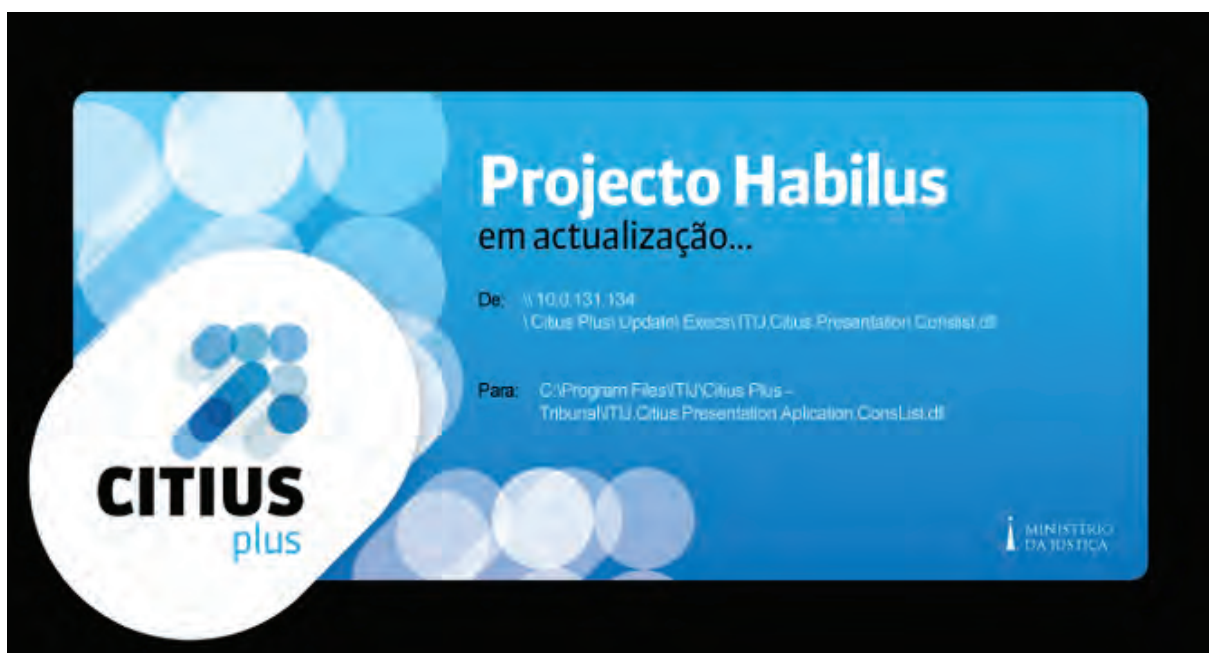 Projecto Habilus
em actualização...
De: \\ 10.0.131.134
\ Citius Plus\ Update\ Execs\ ITIJ.Citius.Presentation.Conslist.dll
Para: C:\Program Files\ITIJ\Citius Plus –
Tribunal\ITIJ.Citius.Presentation.Aplication.ConsList.dll
CITIUS
plus
MINISTÉRIO
DA JUSTIÇA